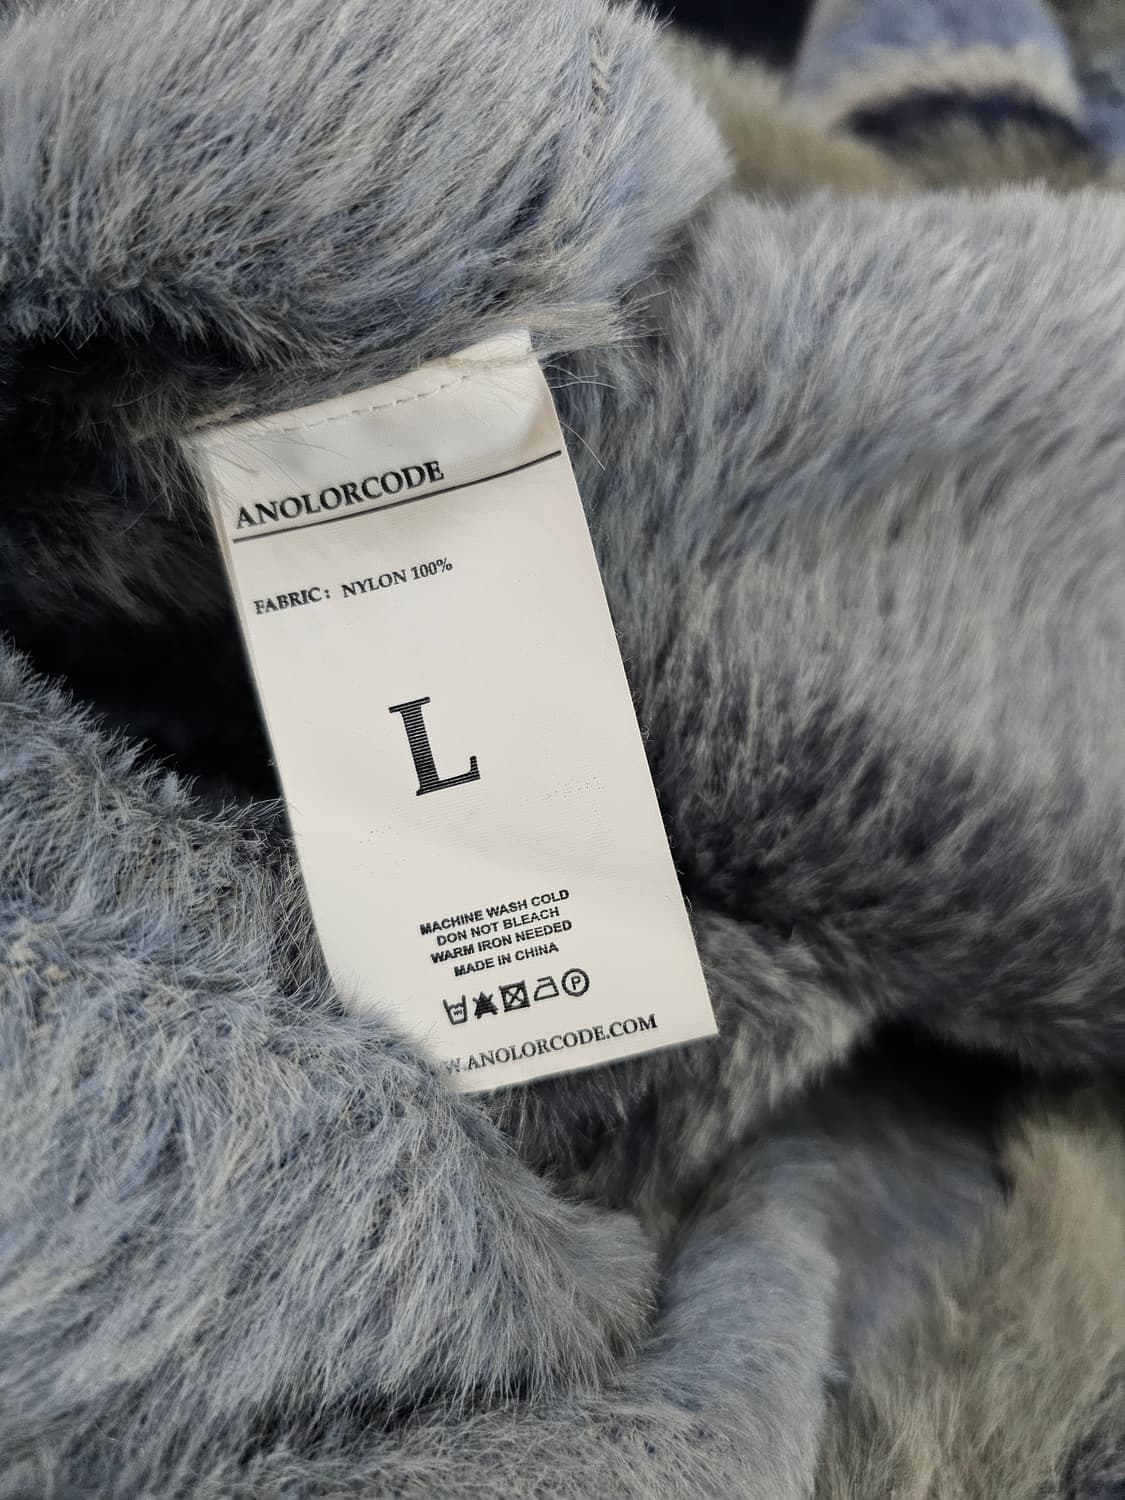 ANOLORCODE
FABRIC: NYLON 100%
L
MACHINE WASH COLD
DON NOT BLEACH
WARM IRON NEEDED
MADE IN CHINA
P
W.ANOLORCODE.COM